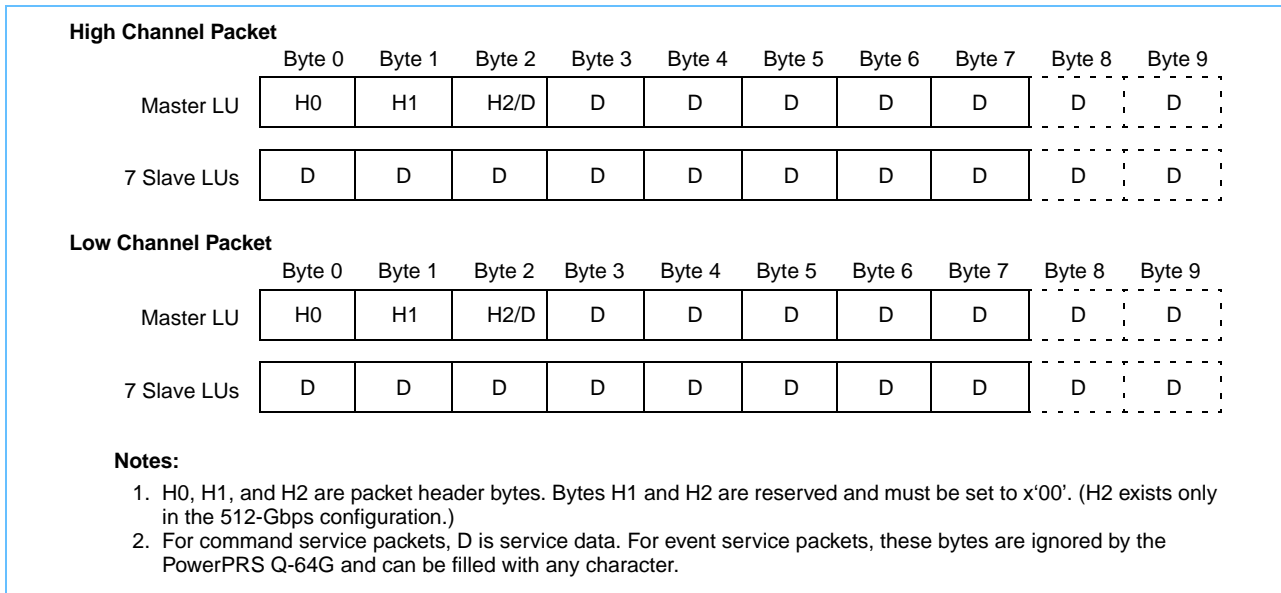 High Channel Packet
Byte 0 Byte 1 Byte 2 Byte 3 Byte 4 Byte 5 Byte 6 Byte 7 Byte 8 Byte 9
Master LU H0 H1 H2/D D D D D D D D
7 Slave LUs D D D D D D D D D D
Low Channel Packet
Byte 0 Byte 1 Byte 2 Byte 3 Byte 4 Byte 5 Byte 6 Byte 7 Byte 8 Byte 9
Master LU H0 H1 H2/D D D D D D D D
7 Slave LUs D D D D D D D D D D
Notes:
1. H0, H1, and H2 are packet header bytes. Bytes H1 and H2 are reserved and must be set to x‘00’. (H2 exists only
in the 512-Gbps configuration.)
2. For command service packets, D is service data. For event service packets, these bytes are ignored by the
PowerPRS Q-64G and can be filled with any character.